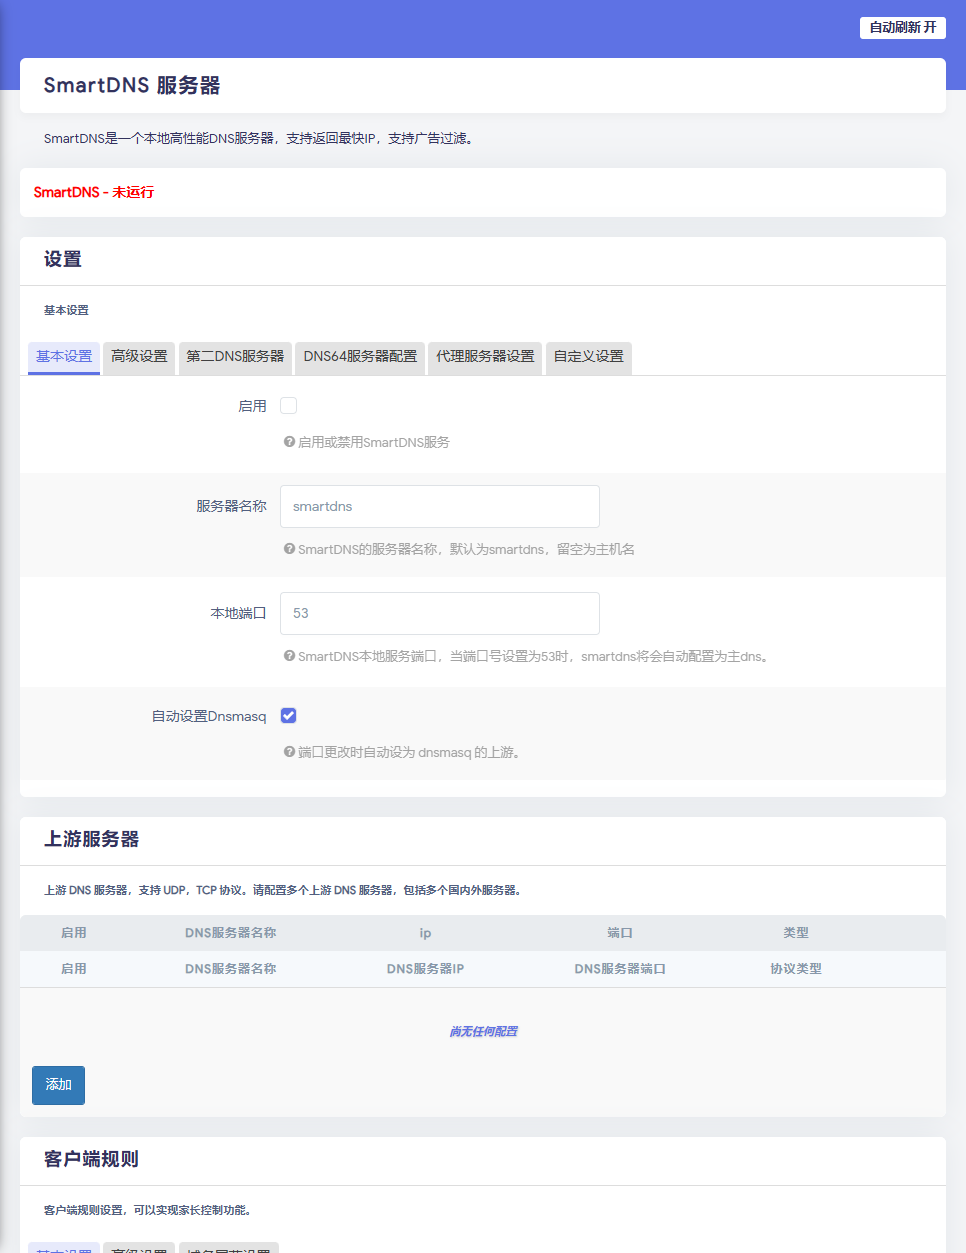 自动刷新 开
SmartDNS 服务器
SmartDNS是一个本地高性能DNS服务器，支持返回最快IP，支持广告过滤。
SmartDNS - 未运行
设置
基本设置
基本设置 高级设置 第二DNS服务器 DNS64服务器配置 代理服务器设置 自定义设置
启用
启用或禁用SmartDNS服务
服务器名称 smartdns
SmartDNS的服务器名称，默认为smartdns，留空为主机名
本地端口 53
SmartDNS本地服务端口，当端口号设置为53时，smartdns将会自动配置为主dns。
自动设置Dnsmasq
端口更改时自动设为 dnsmasq 的上游。
上游服务器
上游 DNS 服务器，支持 UDP，TCP 协议。请配置多个上游 DNS 服务器，包括多个国内外服务器。
启用 DNS服务器名称 ip 端口 类型
启用 DNS服务器名称 DNS服务器IP DNS服务器端口 协议类型
尚无任何配置
添加
客户端规则
客户端规则设置，可以实现家长控制功能。
基本设置 高级设置 域名屏蔽设置